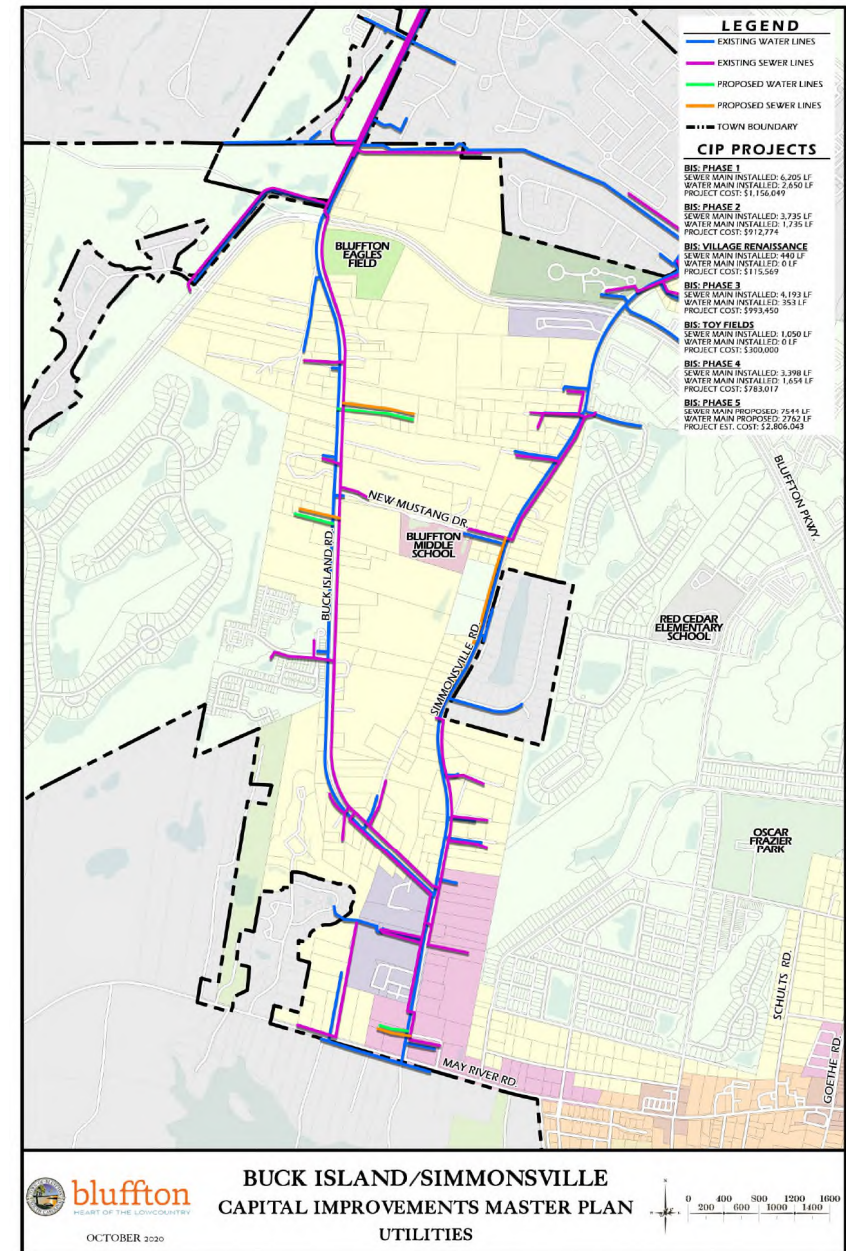 LEGEND
EXISTING WATER LINES
EXISTING SEWER LINES
PROPOSED WATER LINES
PROPOSED SEWER LINES
TOWN BOUNDARY
CIP PROJECTS
BIS: PHASE 1
SEWER MAIN INSTALLED: 6,205 LF
WATER MAIN INSTALLED: 2,650 LF
PROJECT COST: $1,156,049
BIS: PHASE 2
SEWER MAIN INSTALLED: 3,735 LF
WATER MAIN INSTALLED: 1,735 LF
PROJECT COST: $912,774
BIS: VILLAGE RENAISSANCE
SEWER MAIN INSTALLED: 440 LF
WATER MAIN INSTALLED: 0 LF
PROJECT COST: $115,569
BIS: PHASE 3
SEWER MAIN INSTALLED: 4,193 LF
WATER MAIN INSTALLED: 353 LF
PROJECT COST: $993,450
BIS: TOY FIELDS
SEWER MAIN INSTALLED: 1,050 LF
WATER MAIN INSTALLED: 0 LF
PROJECT COST: $300,000
BIS: PHASE 4
SEWER MAIN INSTALLED: 3,398 LF
WATER MAIN INSTALLED: 1,654 LF
PROJECT COST: $783,017
BIS: PHASE 5
SEWER MAIN PROPOSED: 7544 LF
WATER MAIN PROPOSED: 2762 LF
PROJECT EST. COST: $2,806,043
BLUFFTON
EAGLES
FIELD
BLUFFTON PKWY.
NEW MUSTANG DR.
BLUFFTON
MIDDLE
SCHOOL
BUCK ISLAND RD.
SIMMONSVILLE RD.
RED CEDAR
ELEMENTARY
SCHOOL
OSCAR
FRAZIER
PARK
SCHULTS RD.
GOETHE RD.
MAY RIVER RD.
bluffton
HEART OF THE LOWCOUNTRY
OCTOBER 2020
BUCK ISLAND/SIMMONSVILLE
CAPITAL IMPROVEMENTS MASTER PLAN
UTILITIES
0 400 800 1200 1600
200 600 1000 1400